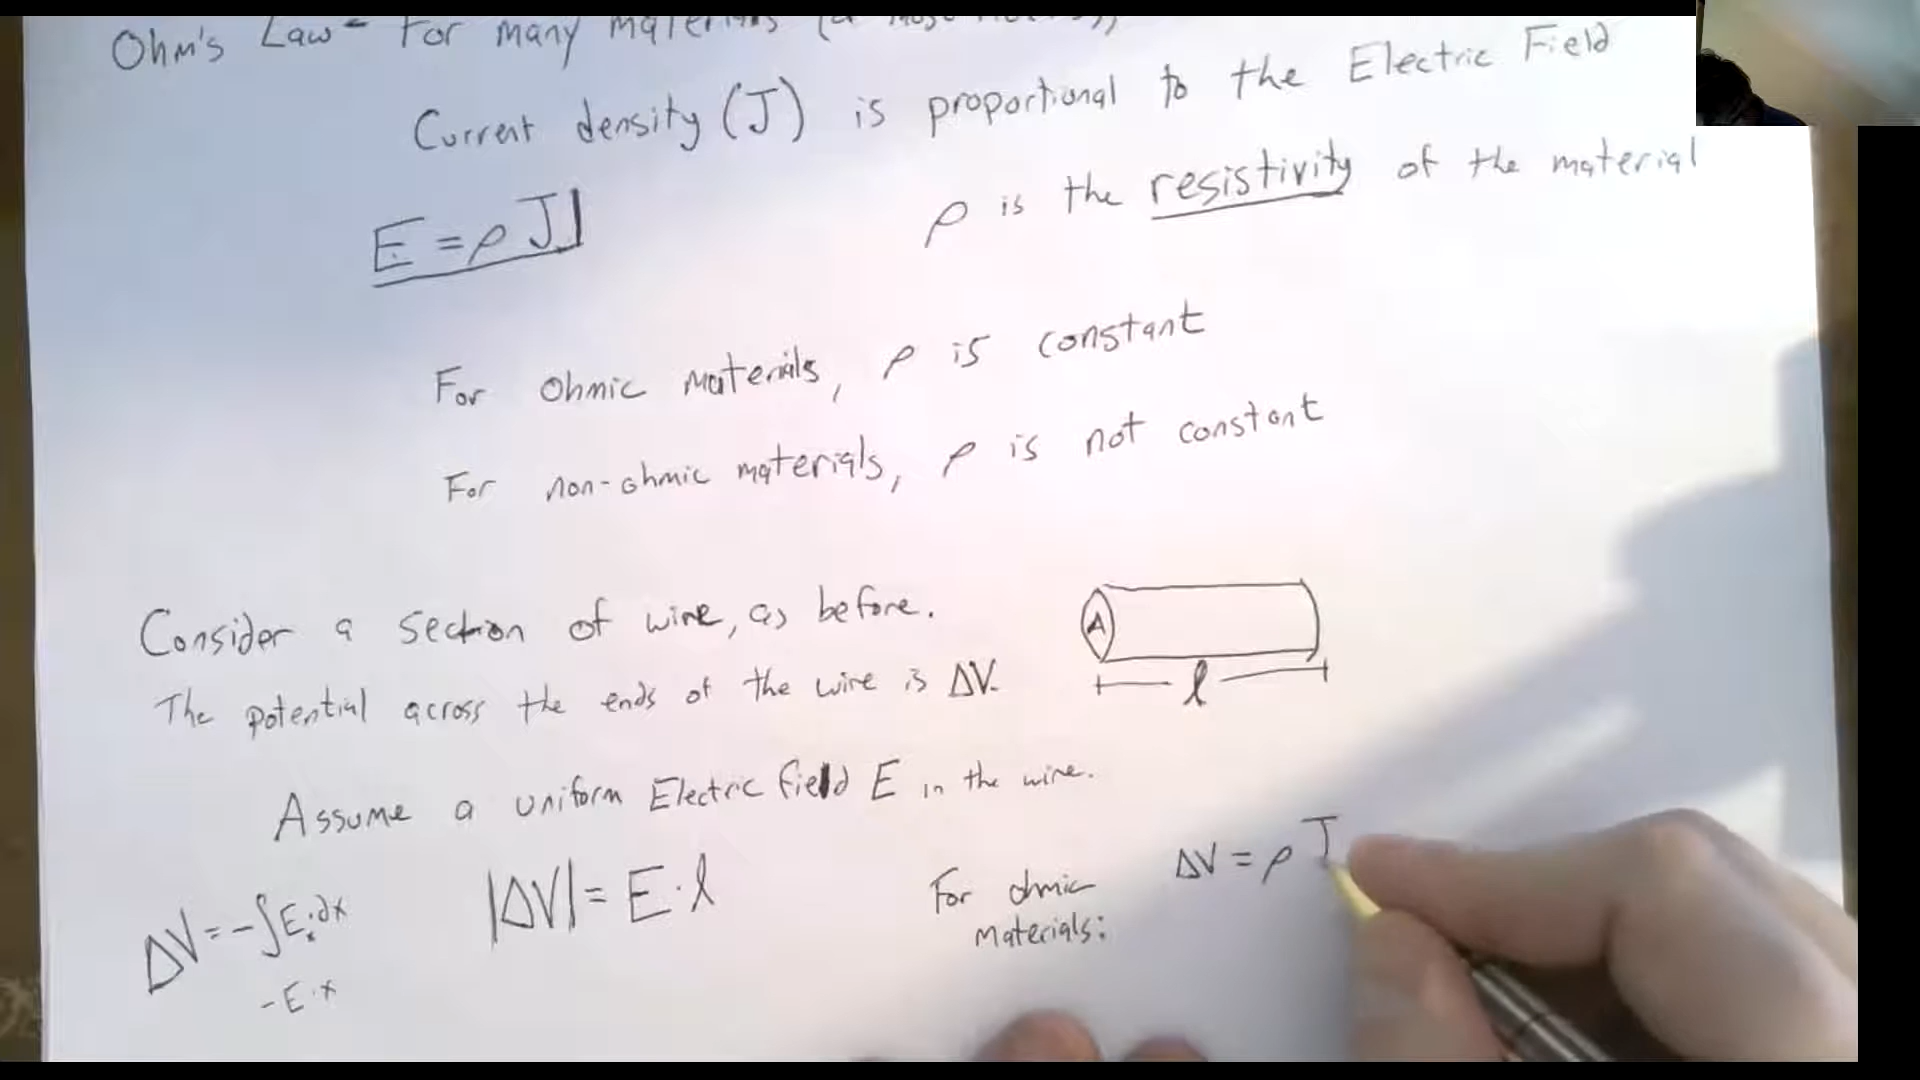 Ohm's Law - For many materials
Current density (J) is proportional to the Electric Field
E = ρ J
ρ is the resistivity of the material
For ohmic materials, ρ is constant
For non-ohmic materials, ρ is not constant
Consider a section of wire, as before.
A
The potential across the ends of the wire is ΔV.
l
Assume a uniform Electric field E in the wire.
ΔV = -∫E·dx
-E·x
|ΔV| = E·l
For ohmic
materials:
ΔV = ρ J